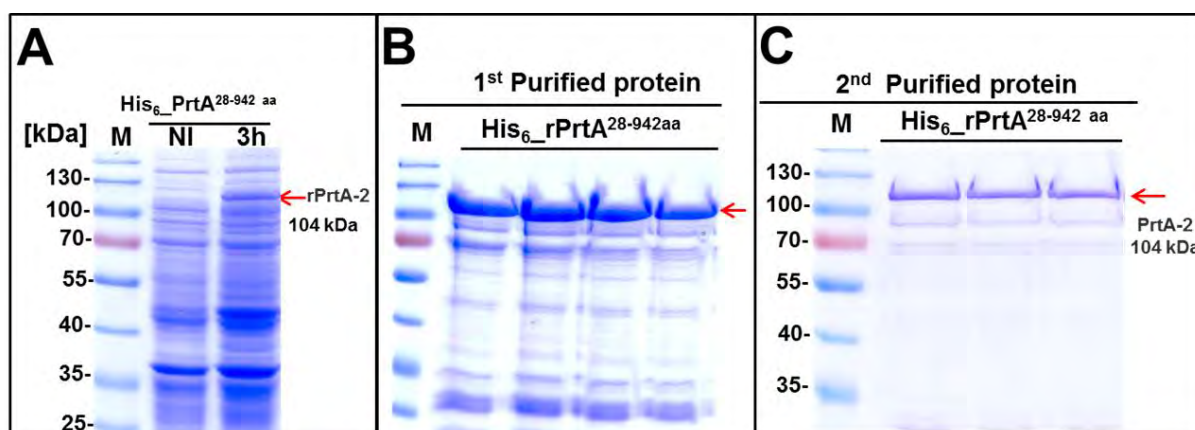 A
His6_PrtA28-942 aa
[kDa] M NI 3h
130-
100-
70-
55-
40-
35-
25-
rPrtA-2
104 kDa
B
1st Purified protein
M His6_rPrtA28-942aa
C
2nd Purified protein
M His6_rPrtA28-942 aa
130-
100-
70-
55-
40-
35-
PrtA-2
104 kDa